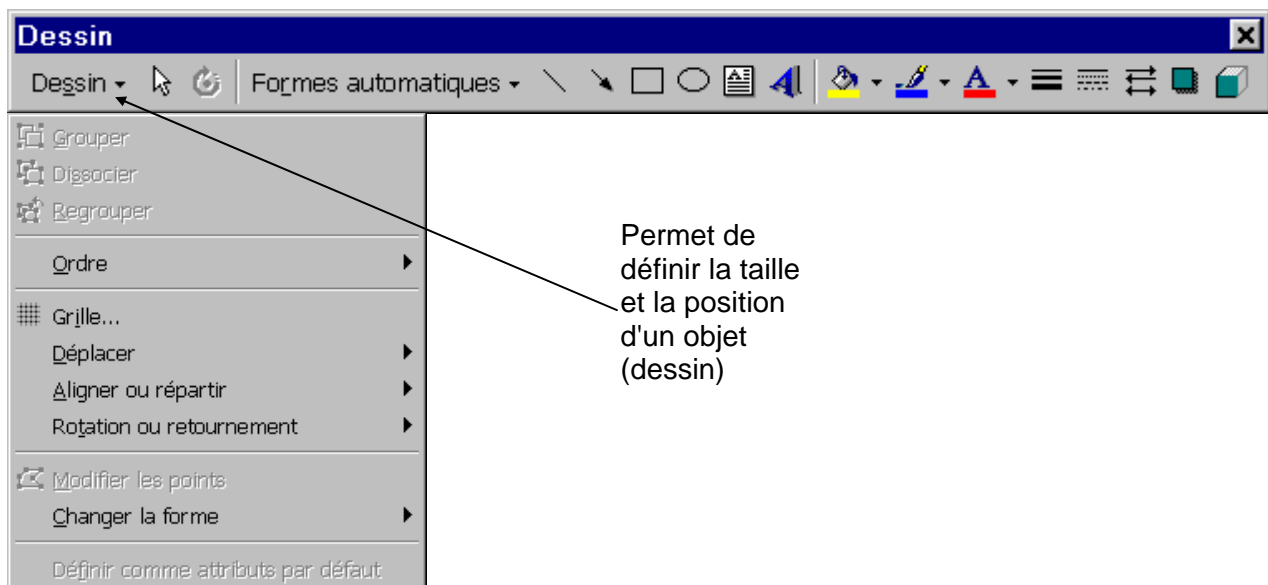 Dessin
Dessin Formes automatiques A A
Grouper
Dissocier
Regrouper
Ordre
Grille...
Déplacer
Aligner ou répartir
Rotation ou retournement
Modifier les points
Changer la forme
Définir comme attributs par défaut
Permet de
définir la taille
et la position
d'un objet
(dessin)